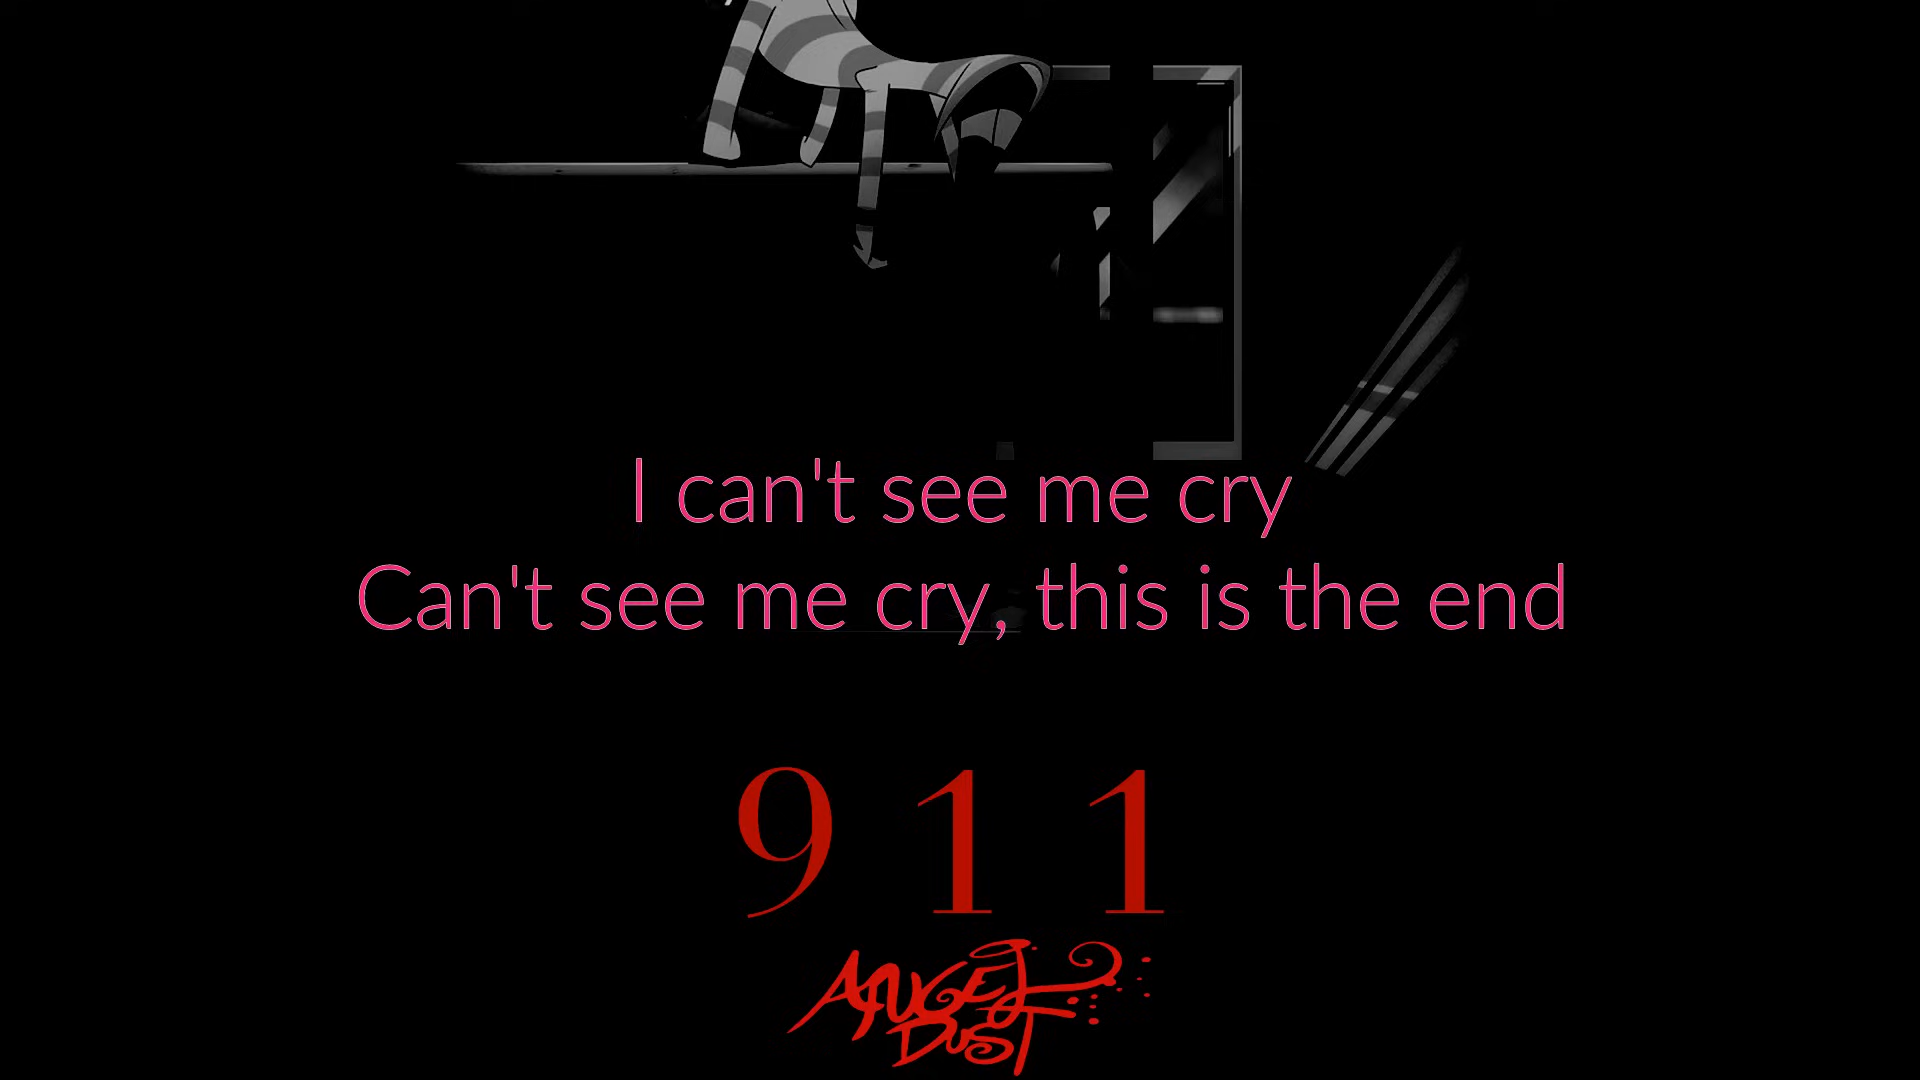 I can't see me cry
Can't see me cry, this is the end
911
ANGEL
DUST